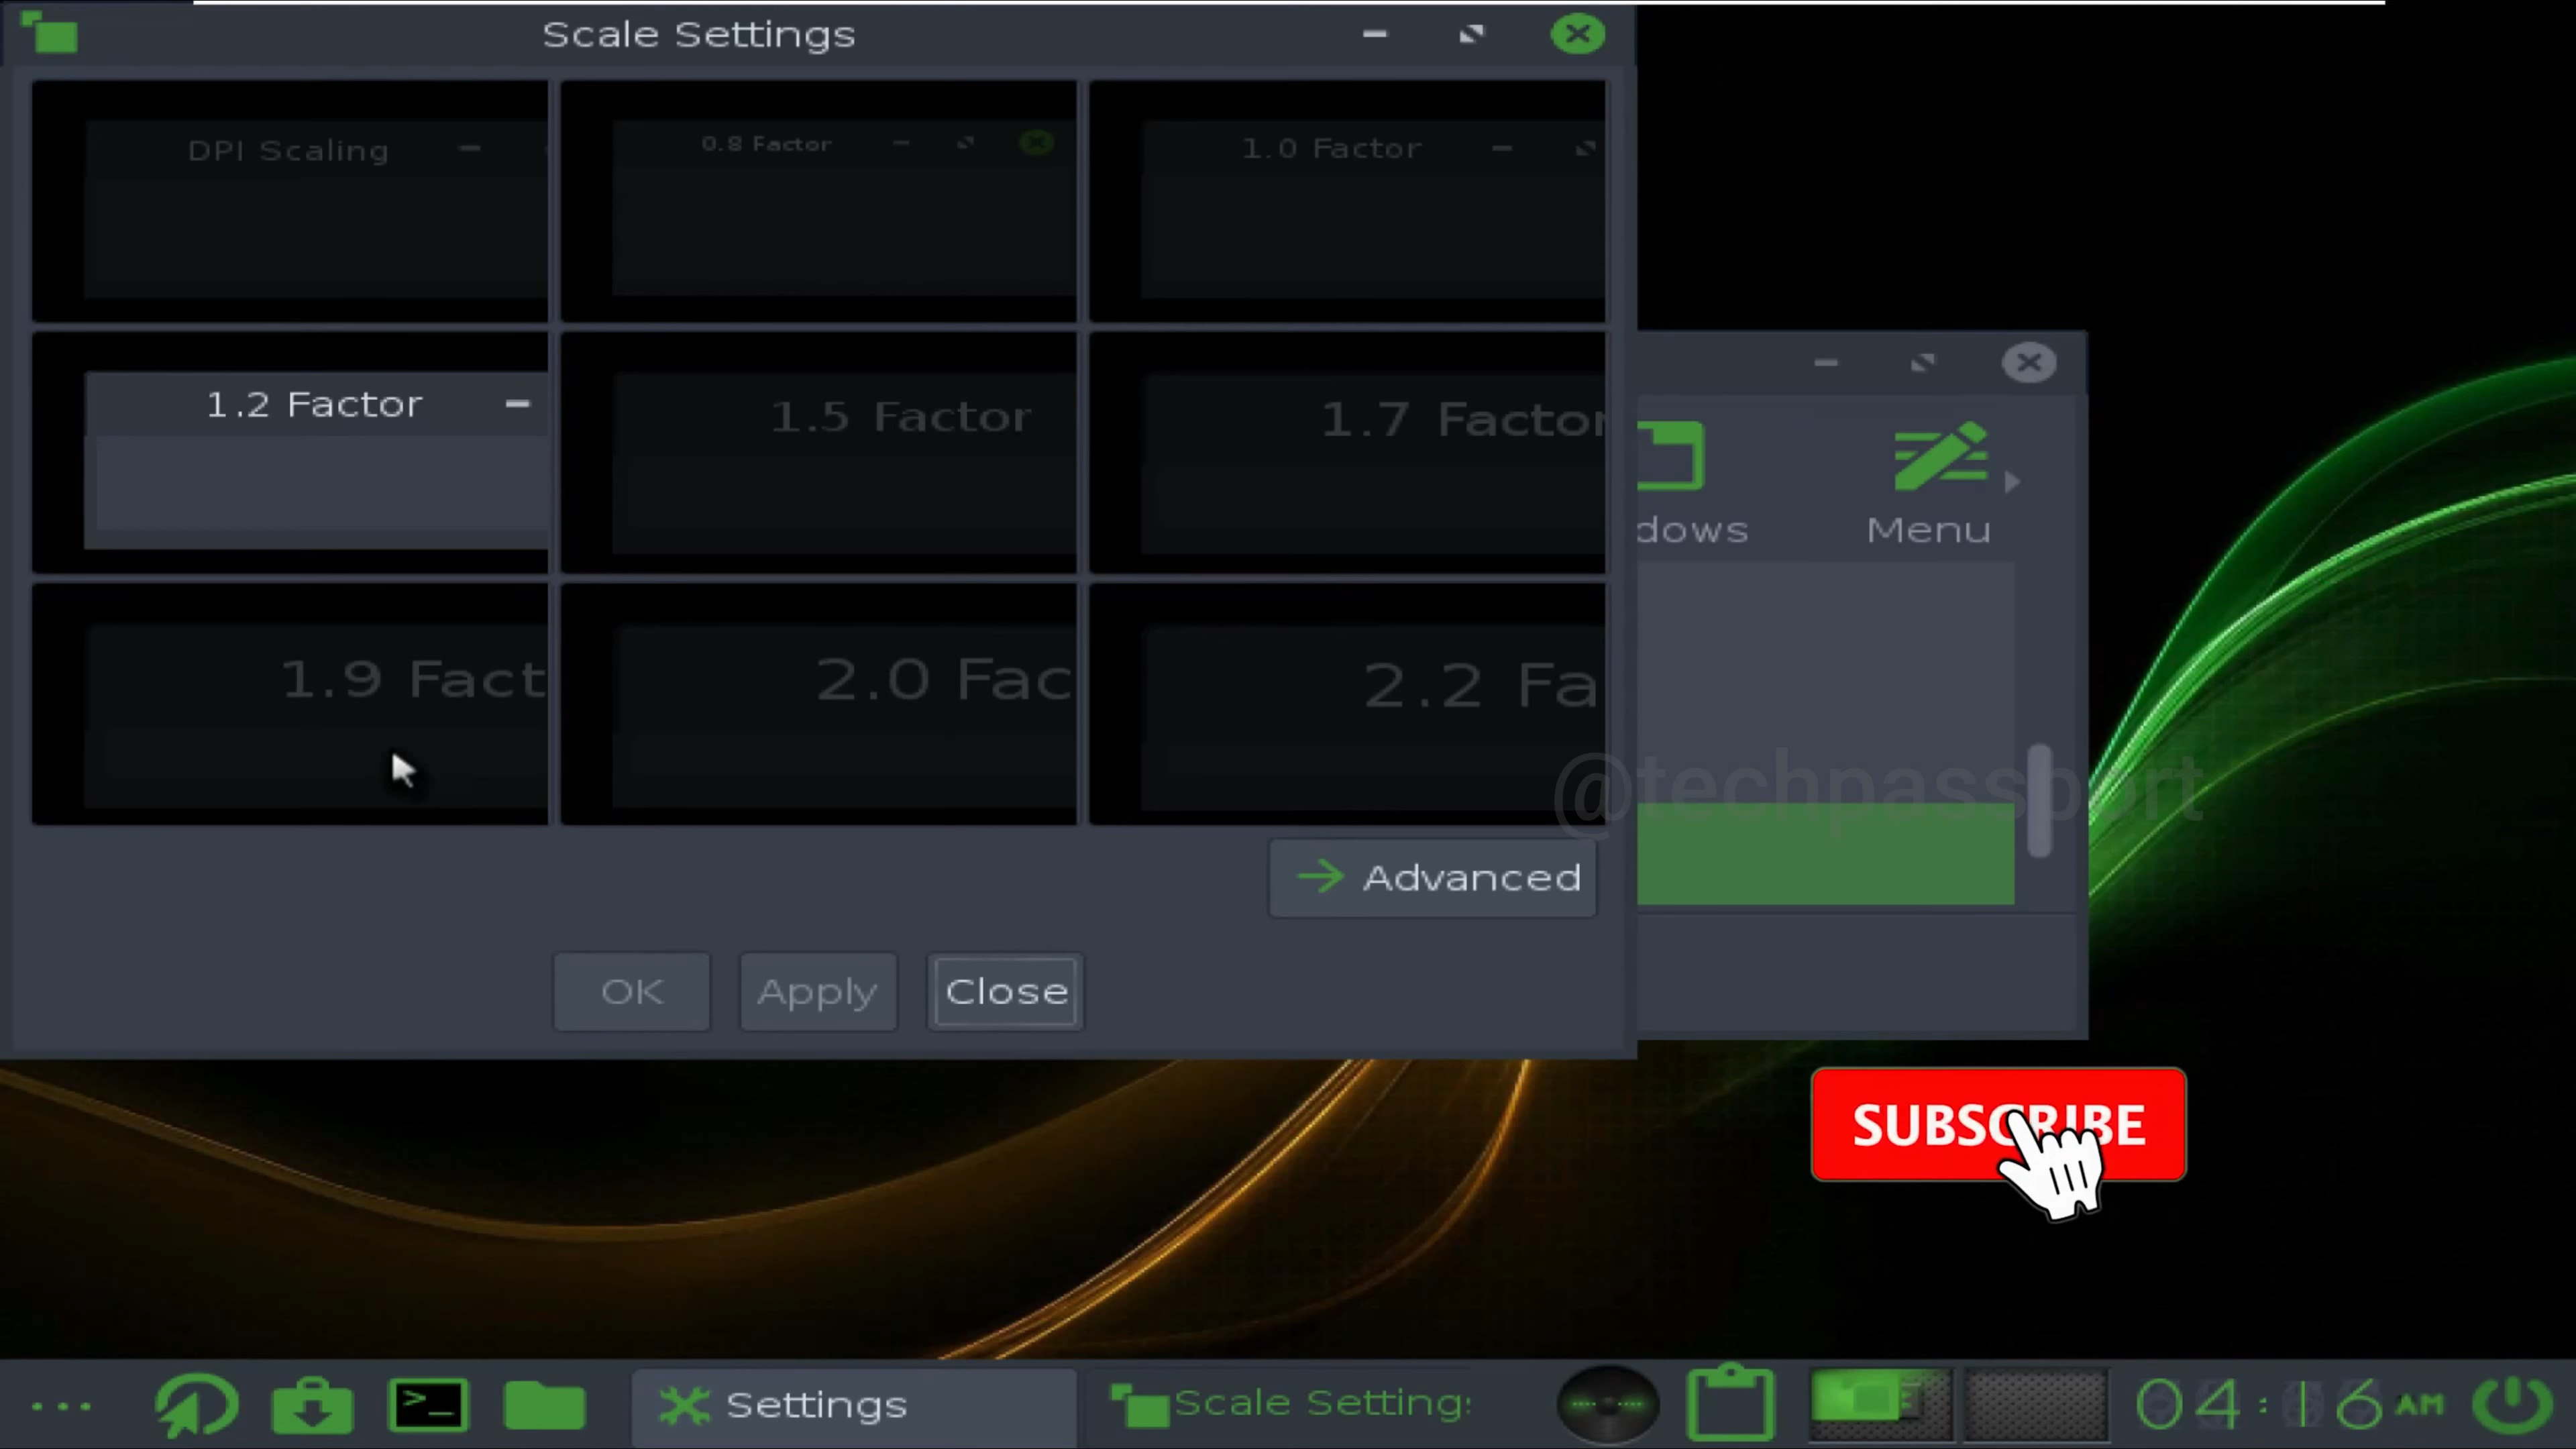 Scale Settings
DPI Scaling
0.8 Factor
1.0 Factor
1.2 Factor
1.5 Factor
1.7 Factor
1.9 Fact
2.0 Fac
2.2 Fa
dows
Menu
@techpassport
Advanced
OK
Apply
Close
SUBSCRIBE
>_
Settings
Scale Setting
04:16 AM